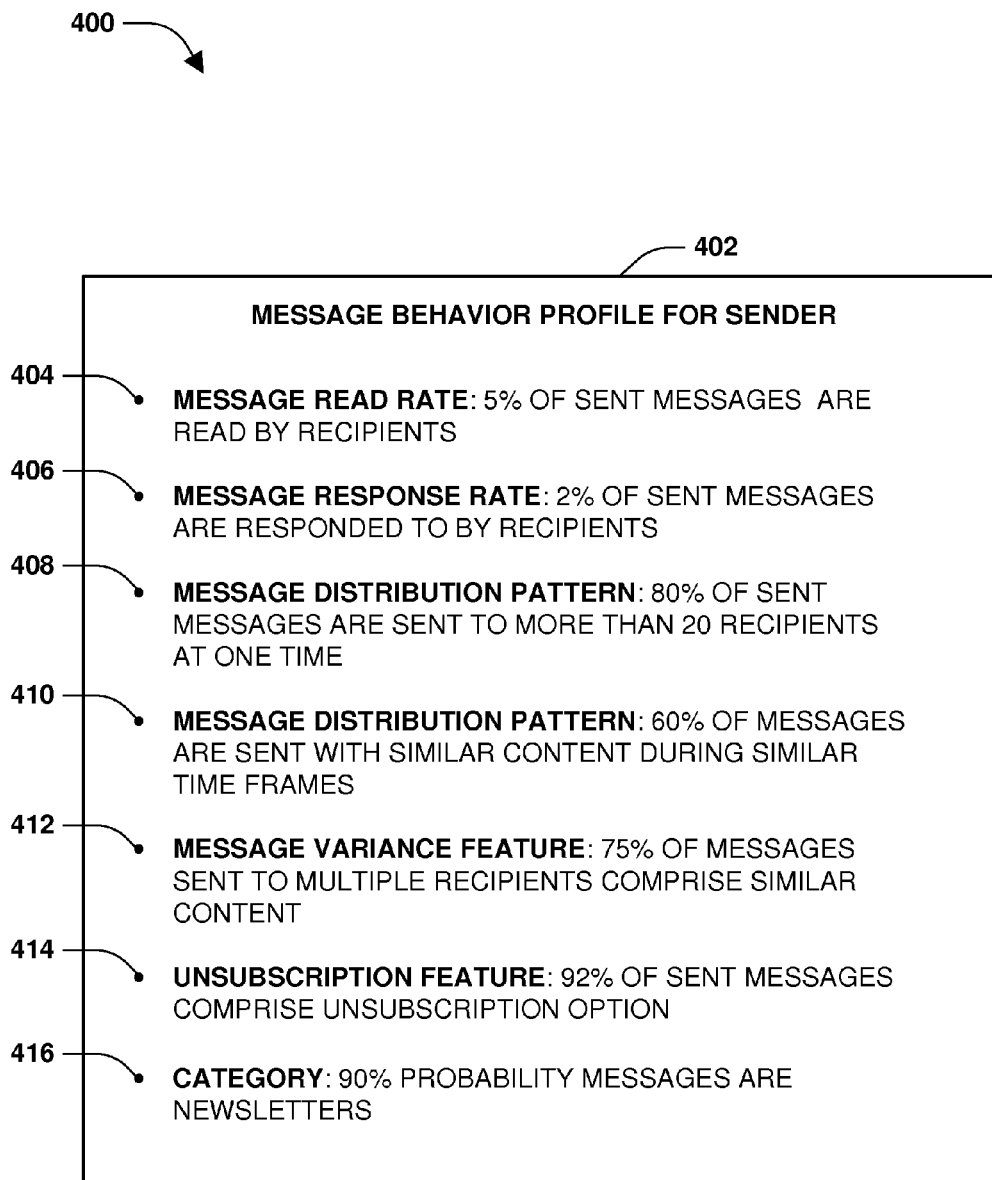 400
402
MESSAGE BEHAVIOR PROFILE FOR SENDER
404
MESSAGE READ RATE: 5% OF SENT MESSAGES ARE
READ BY RECIPIENTS
406
MESSAGE RESPONSE RATE: 2% OF SENT MESSAGES
ARE RESPONDED TO BY RECIPIENTS
408
MESSAGE DISTRIBUTION PATTERN: 80% OF SENT
MESSAGES ARE SENT TO MORE THAN 20 RECIPIENTS
AT ONE TIME
410
MESSAGE DISTRIBUTION PATTERN: 60% OF MESSAGES
ARE SENT WITH SIMILAR CONTENT DURING SIMILAR
TIME FRAMES
412
MESSAGE VARIANCE FEATURE: 75% OF MESSAGES
SENT TO MULTIPLE RECIPIENTS COMPRISE SIMILAR
CONTENT
414
UNSUBSCRIPTION FEATURE: 92% OF SENT MESSAGES
COMPRISE UNSUBSCRIPTION OPTION
416
CATEGORY: 90% PROBABILITY MESSAGES ARE
NEWSLETTERS